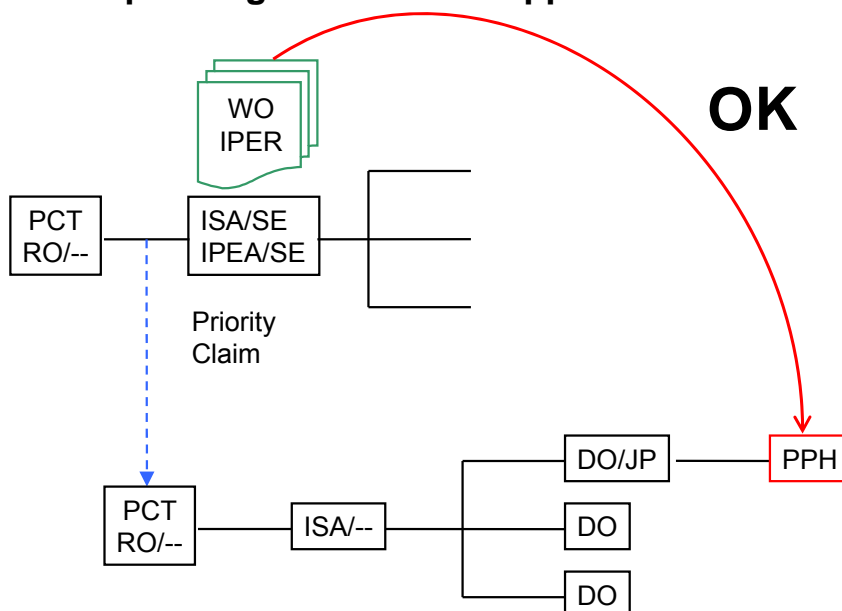 WO
IPER
OK
PCT
RO/--
ISA/SE
IPEA/SE
Priority
Claim
DO/JP
PPH
PCT
RO/--
ISA/--
DO
DO